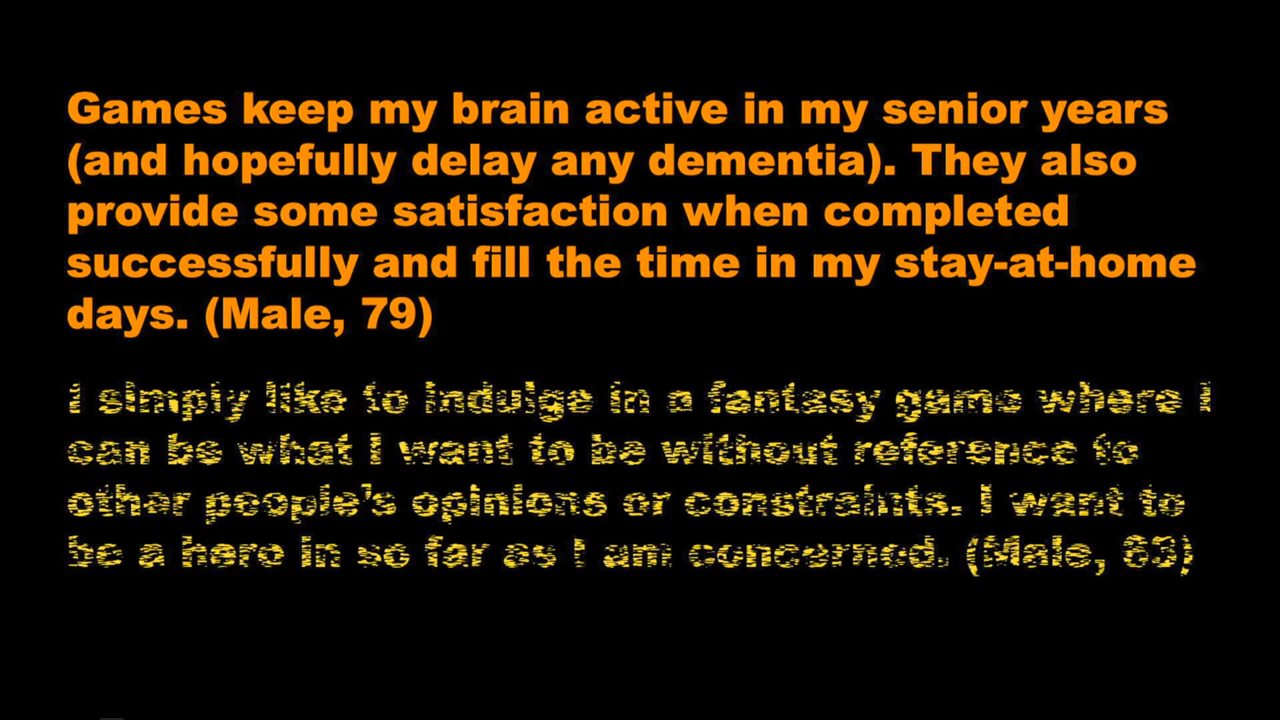 Games keep my brain active in my senior years
(and hopefully delay any dementia). They also
provide some satisfaction when completed
successfully and fill the time in my stay-at-home
days. (Male, 79)
I simply like to indulge in a fantasy game where I
can be what I want to be without reference to
other people's opinions or constraints. I want to
be a hero in so far as I am concerned. (Male, 63)